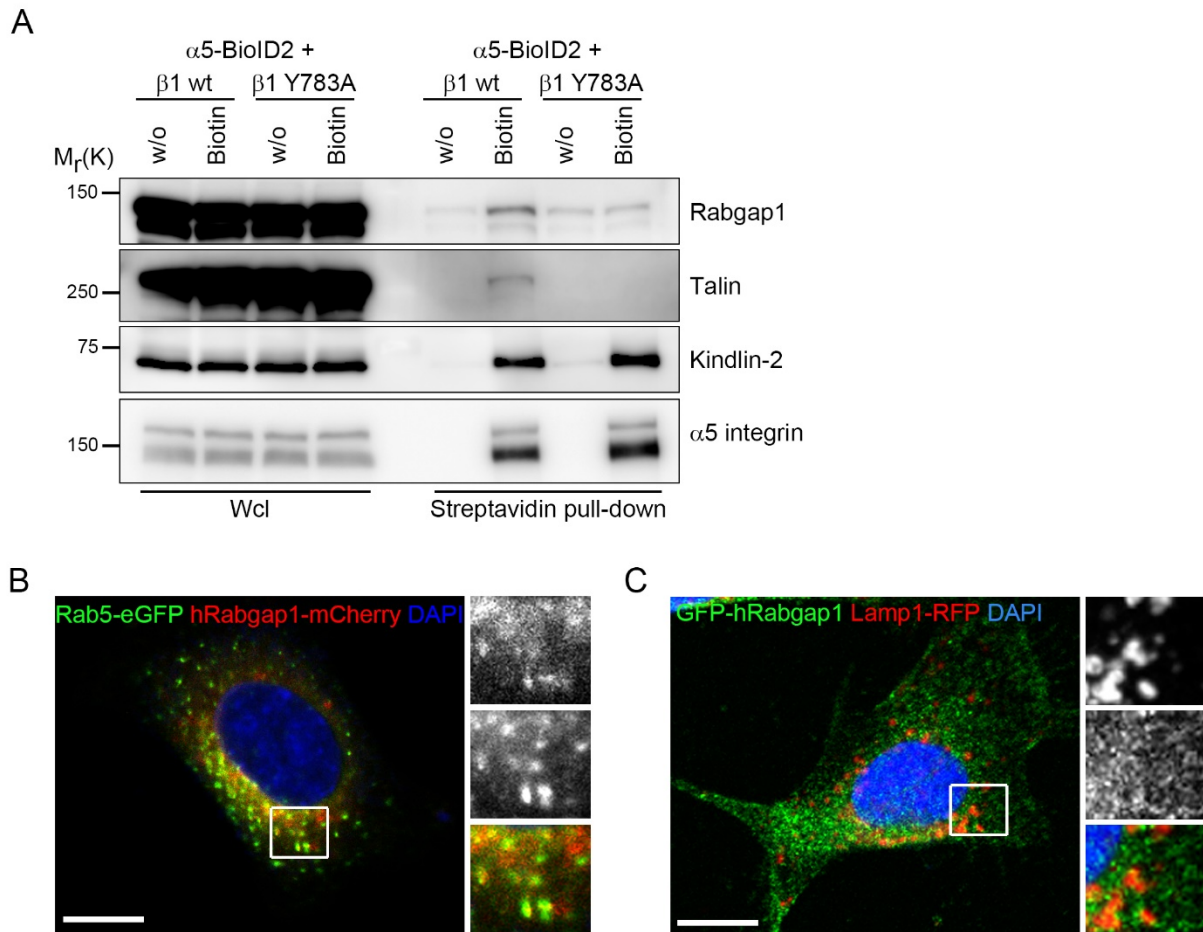 A
α5-BioID2 +
α5-BioID2 +
β1 wt β1 Y783A
β1 wt β1 Y783A
Mr(K)
w/o
Biotin
w/o
Biotin
w/o
Biotin
w/o
Biotin
150
Rabgap1
250
Talin
75
Kindlin-2
150
α5 integrin
Wcl
Streptavidin pull-down
B
Rab5-eGFP hRabgap1-mCherry DAPI
C
GFP-hRabgap1 Lamp1-RFP DAPI